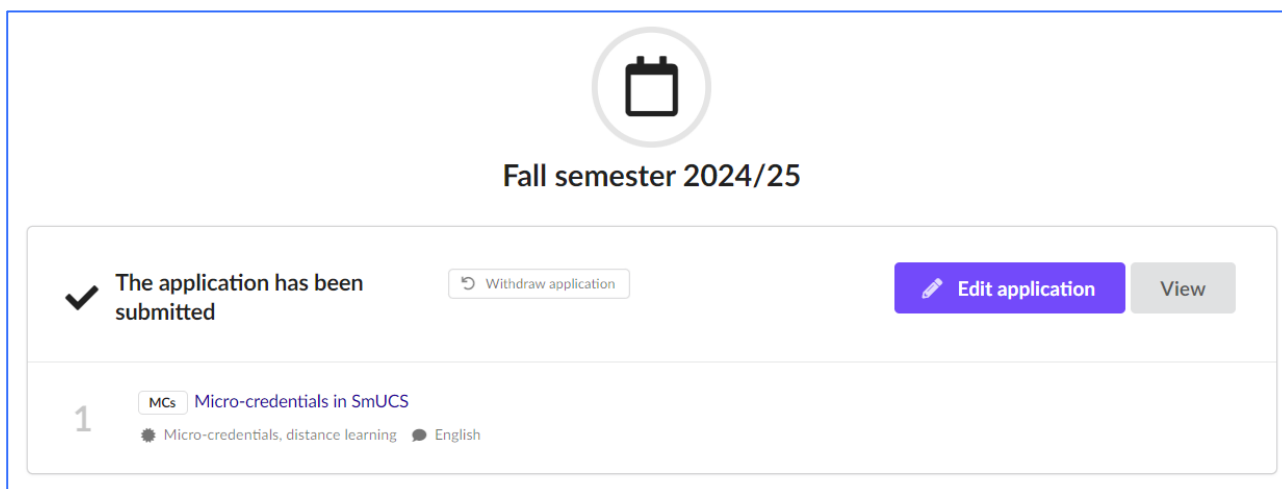 Fall semester 2024/25
The application has been
submitted
Withdraw application
Edit application
View
1
MCs Micro-credentials in SmUCS
Micro-credentials, distance learning English